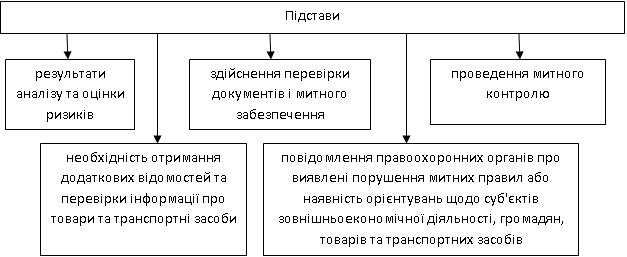 Підстави
результати
аналізу та оцінки
ризиків
здійснення перевірки
документів і митного
забезпечення
проведення митного
контролю
необхідність отримання
додаткових відомостей та
перевірки інформації про
товари та транспортні засоби
повідомлення правоохоронних органів про
виявлені порушення митних правил або
наявність орієнтувань щодо суб'єктів
зовнішньоекономічної діяльності, громадян,
товарів та транспортних засобів